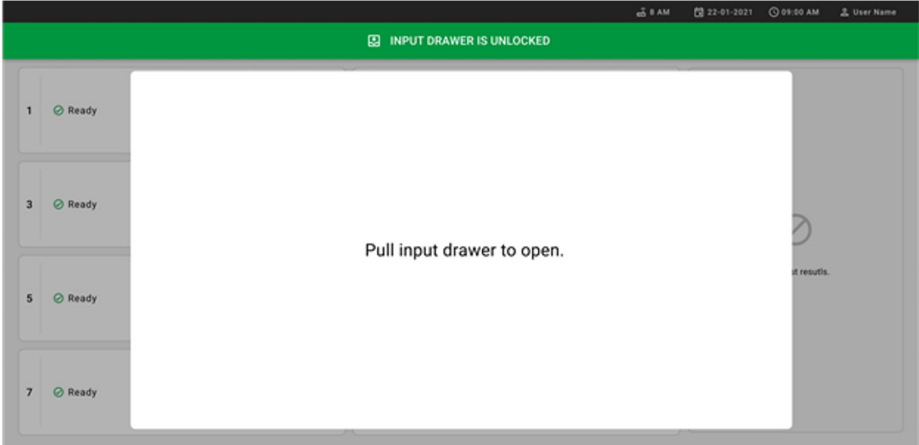 8 AM 22-01-2021 09:00 AM User Name
INPUT DRAWER IS UNLOCKED
1 Ready
3 Ready
Pull input drawer to open.
resutls.
5 Ready
7 Ready